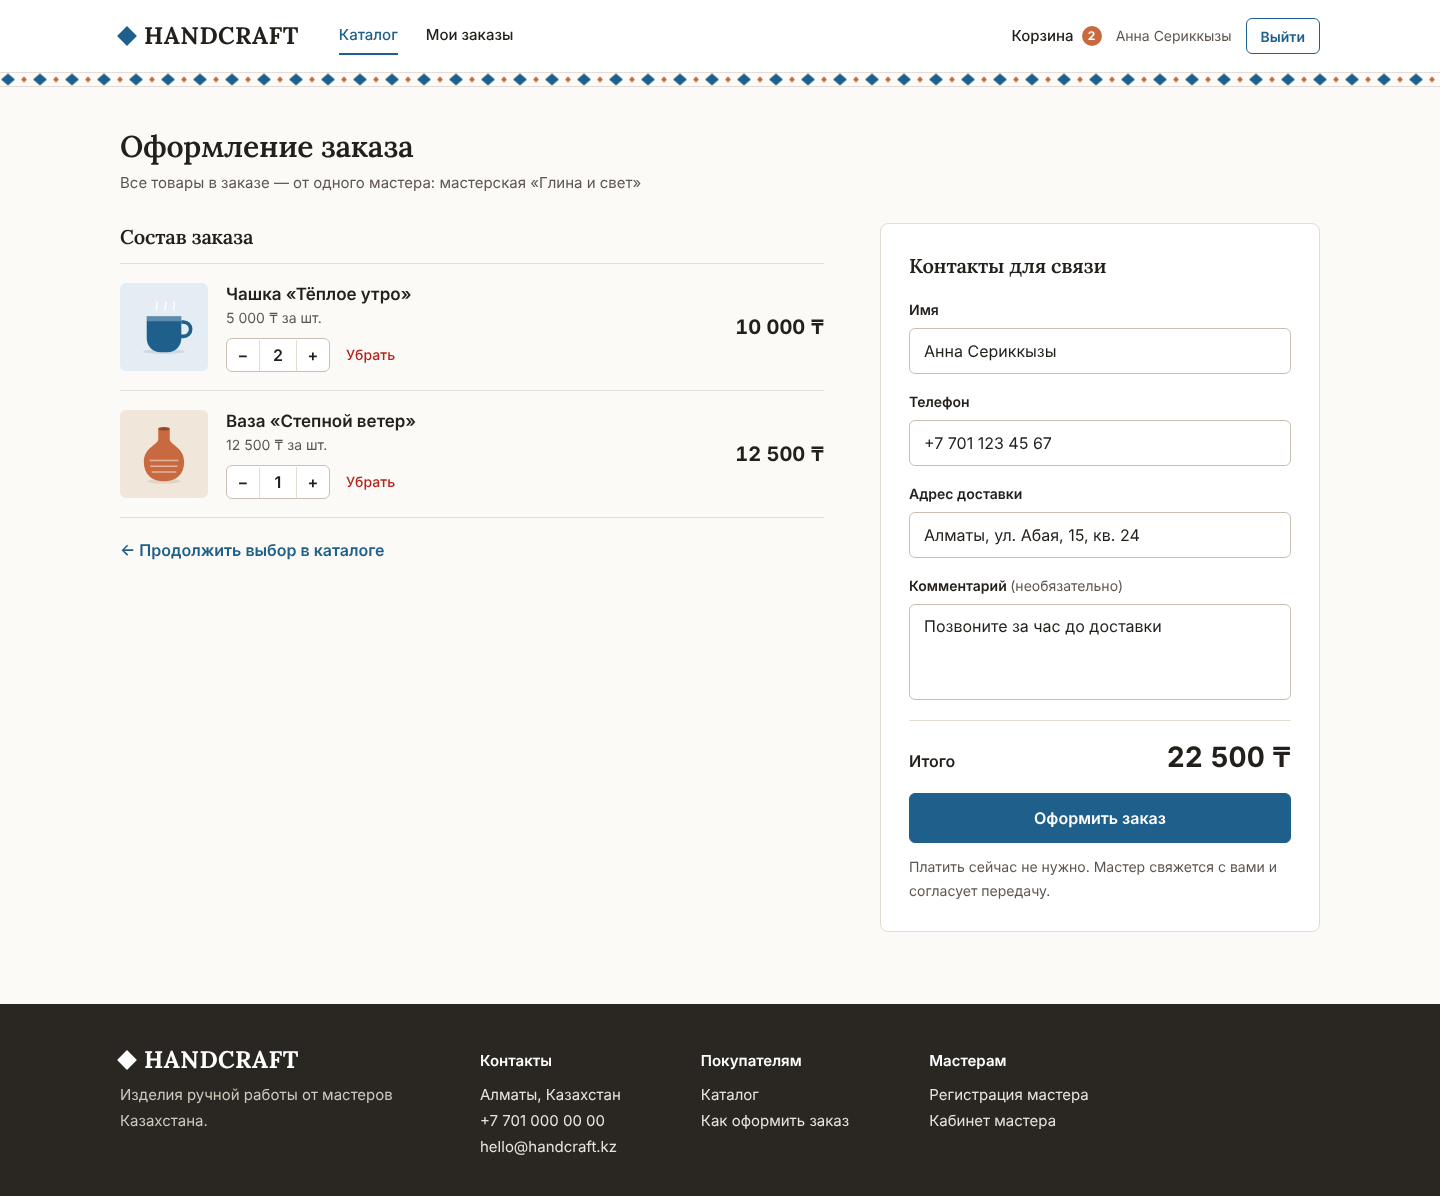 HANDCRAFT
Каталог
Мои заказы
Корзина 2
Анна Сериккызы
Выйти
Оформление заказа
Все товары в заказе — от одного мастера: мастерская «Глина и свет»
Состав заказа
Чашка «Тёплое утро»
5 000 ₸ за шт.
– 2 +
Убрать
10 000 ₸
Ваза «Степной ветер»
12 500 ₸ за шт.
– 1 +
Убрать
12 500 ₸
← Продолжить выбор в каталоге
Контакты для связи
Имя
Анна Сериккызы
Телефон
+7 701 123 45 67
Адрес доставки
Алматы, ул. Абая, 15, кв. 24
Комментарий (необязательно)
Позвоните за час до доставки
Итого
22 500 ₸
Оформить заказ
Платить сейчас не нужно. Мастер свяжется с вами и
согласует передачу.
HANDCRAFT
Изделия ручной работы от мастеров
Казахстана.
Контакты
Алматы, Казахстан
+7 701 000 00 00
hello@handcraft.kz
Покупателям
Каталог
Как оформить заказ
Мастерам
Регистрация мастера
Кабинет мастера